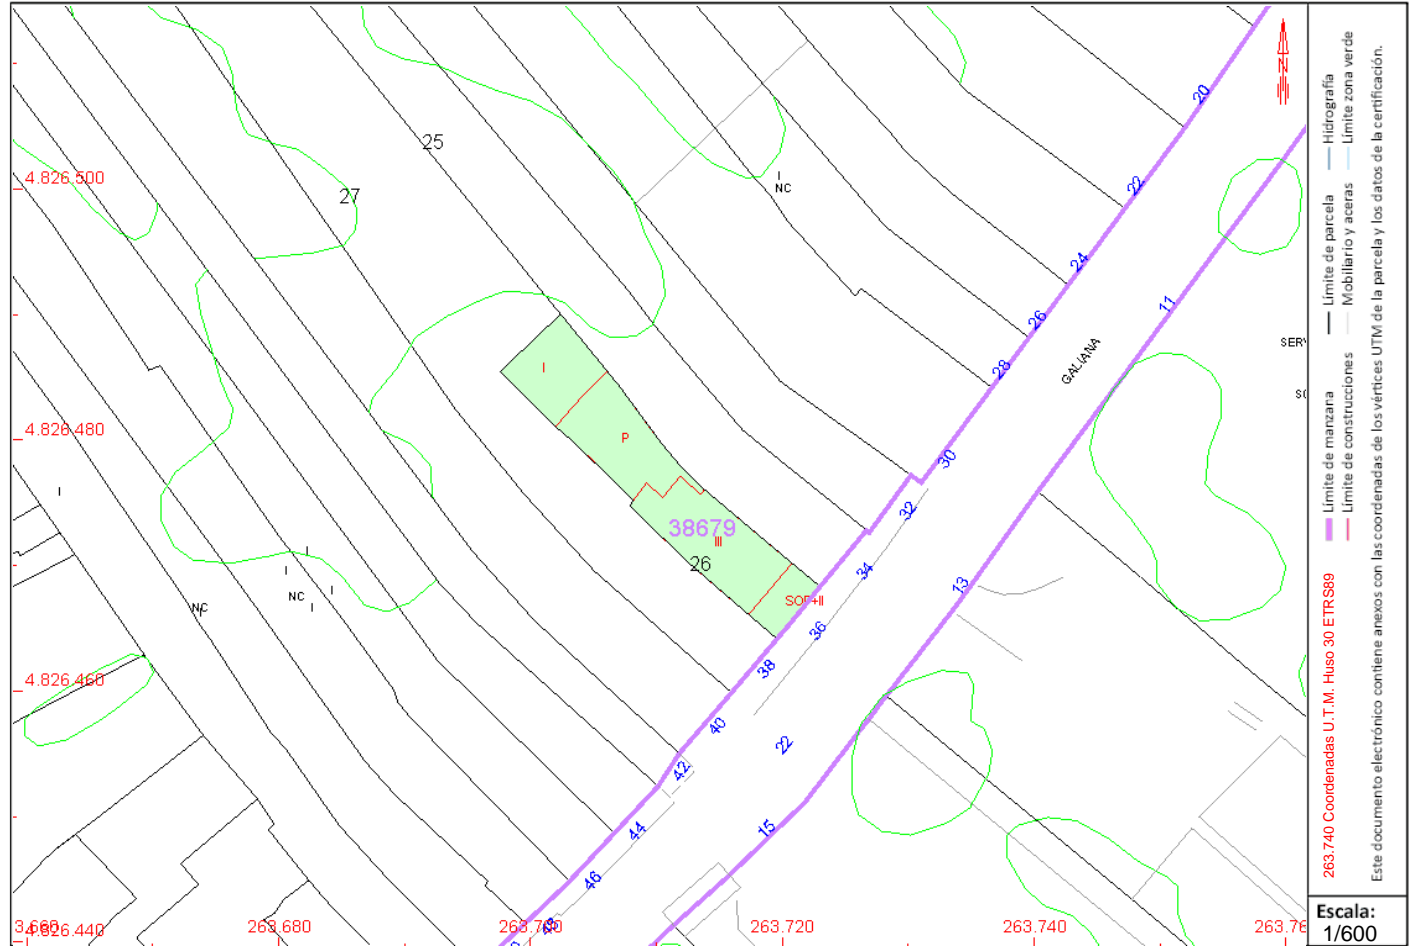 20
25
4.826.500
NC
22
27
24
11
26
GALIANA
28
I
4.826.480
P
30
I
32
38679
III
26
34
I
I
I
13
NC
NC
I
SOP+II
36
4.826.460
38
40
22
42
15
44
46
48
4.826.440
263.680
263.700
263.720
263.740
N
Hidrografía
Límite zona verde
Límite de parcela
Mobiliario y aceras
Límite de manzana
Límite de construcciones
263.740 Coordenadas U.T.M. Huso 30 ETRS89
Este documento electrónico contiene anexos con las coordenadas de los vértices UTM de la parcela y los datos de la certificación.
Escala:
1/600